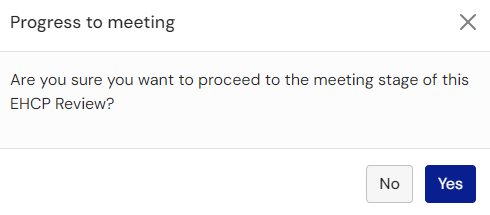 Progress to meeting
Are you sure you want to proceed to the meeting stage of this
EHCP Review?
No
Yes